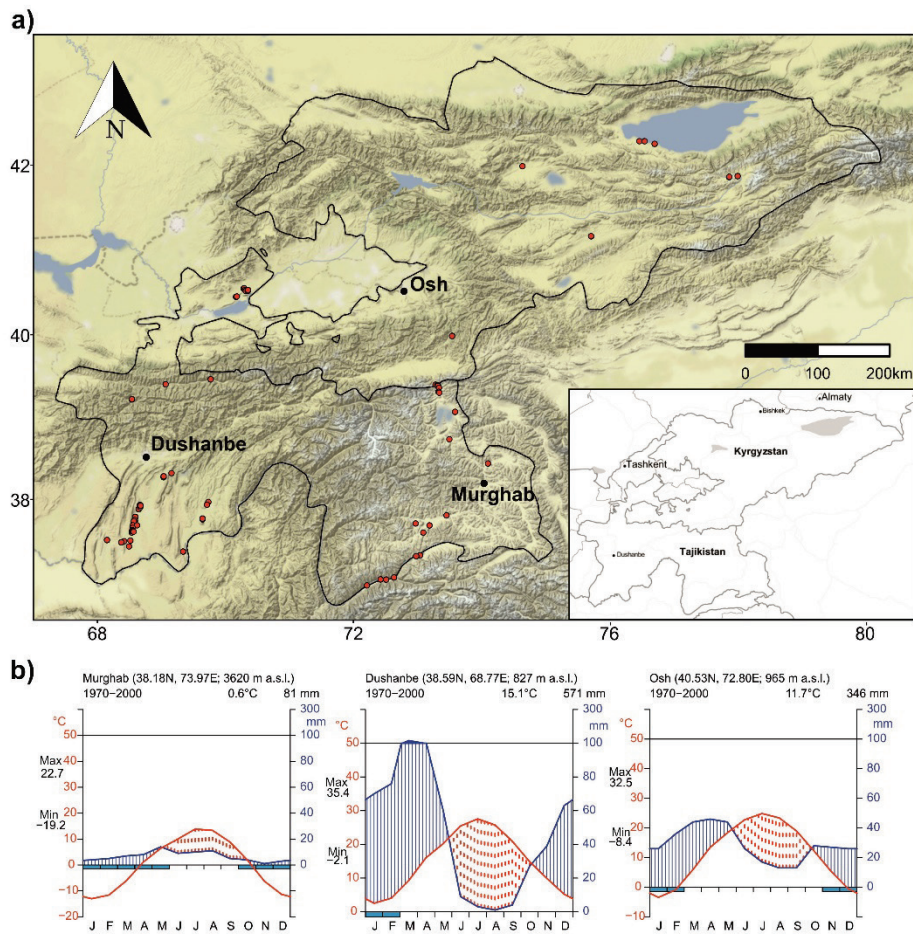 a)
N
42
40
38
Osh
Dushanbe
Murghab
0 100 200km
Almaty
Bishkek
Kyrgyzstan
Tashkent
Dushanbe
Tajikistan
68 72 76 80
b)
Murghab (38.18N, 73.97E; 3620 m a.s.l.)
1970−2000 0.6°C 81 mm
°C
50
40
30
20
10
0
−10
−20
Max
22.7
Min
−19.2
300
mm
100
80
60
40
20
0
J F M A M J J A S O N D
Dushanbe (38.59N, 68.77E; 827 m a.s.l.)
1970−2000 15.1°C 571 mm
°C
50
40
30
20
10
0
Max
35.4
Min
−2.1
300
mm
100
80
60
40
20
0
J F M A M J J A S O N D
Osh (40.53N, 72.80E; 965 m a.s.l.)
1970−2000 11.7°C 346 mm
°C
50
40
30
20
10
0
−10
Max
32.5
Min
−8.4
300
mm
100
80
60
40
20
0
J F M A M J J A S O N D